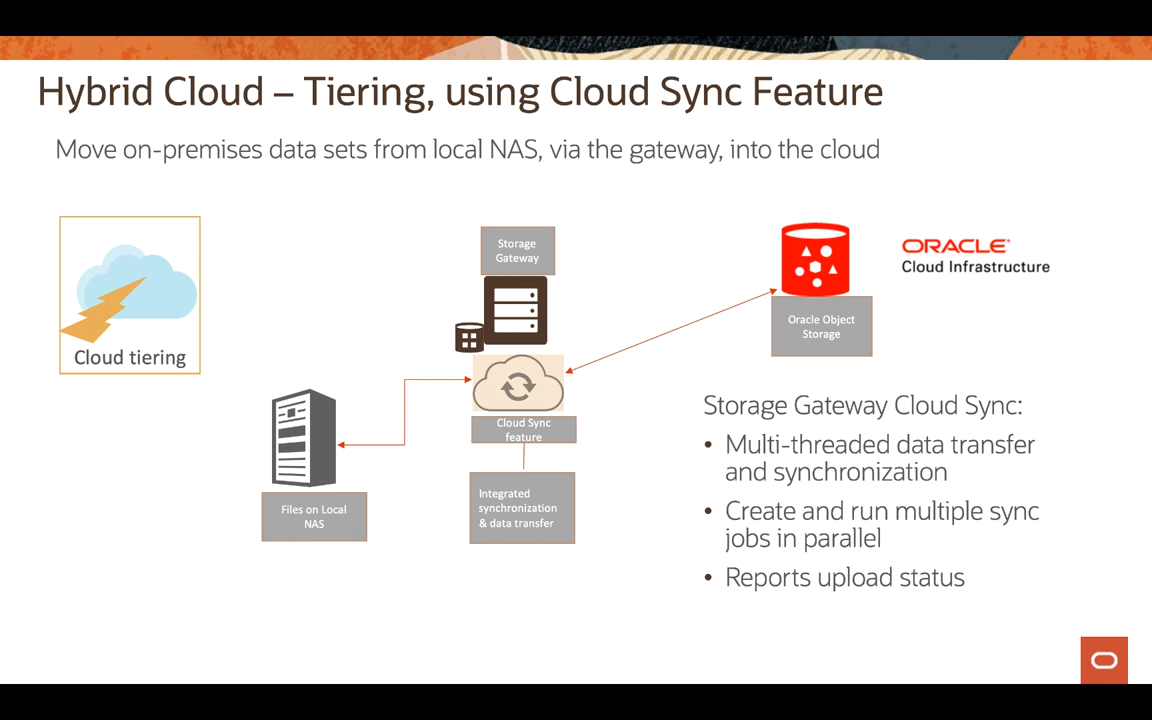 Hybrid Cloud – Tiering, using Cloud Sync Feature
Move on-premises data sets from local NAS, via the gateway, into the cloud
Cloud tiering
Storage
Gateway
Cloud Sync
feature
Integrated
synchronization
& data transfer
Files on Local
NAS
Oracle Object
Storage
ORACLE
Cloud Infrastructure
Storage Gateway Cloud Sync:
• Multi-threaded data transfer
and synchronization
• Create and run multiple sync
jobs in parallel
• Reports upload status